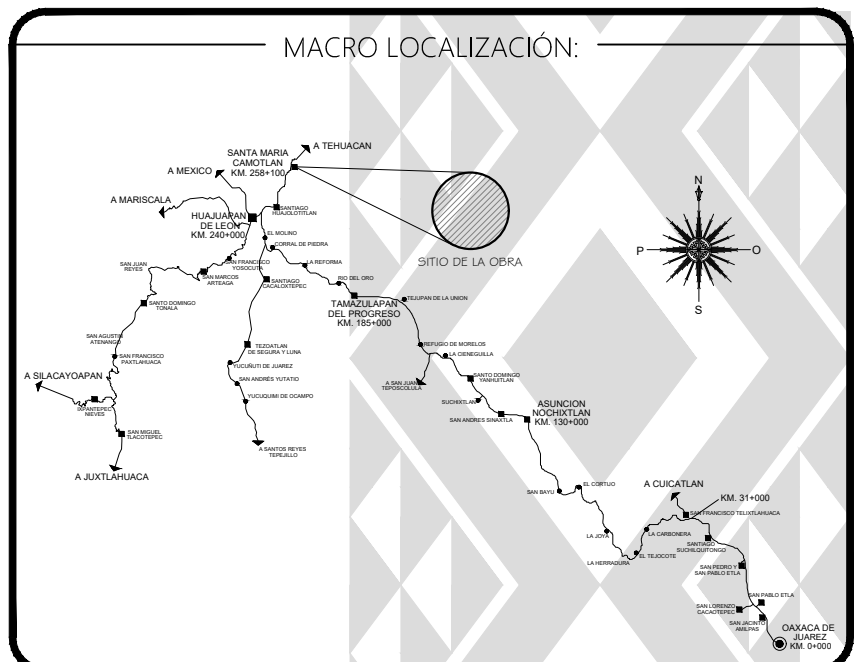 MACRO LOCALIZACIÓN:
A TEHUACAN
SANTA MARIA
CAMOTLAN
KM. 258+100
A MEXICO
A MARISCALA
SANTIAGO
HUAJOLOTITLAN
HUAJUAPAN
DE LEON
KM. 240+000
EL MOLINO
CORRAL DE PIEDRA
SITIO DE LA OBRA
N
P
O
S
SAN JUAN
REYES
SAN FRANCISCO
YOSOCUTA
LA REFORMA
SAN MARCOS
ARTEAGA
SANTIAGO
CACALOXTEPEC
RIO DEL ORO
SANTO DOMINGO
TONALA
TAMAZULAPAN
DEL PROGRESO
KM. 185+000
TEJUPAN DE LA UNION
SAN AGUSTIN
ATENANGO
TEZOATLAN
DE SEGURA Y LUNA
REFUGIO DE MORELOS
SAN FRANCISCO
PAXTLAHUACA
LA CIENEGUILLA
YUCUÑUTI DE JUAREZ
A SILACAYOAPAN
SAN ANDRÉS YUTATIO
A SAN JUAN
TEPOSCOLULA
SANTO DOMINGO
YANHUITLAN
YUCUQUIMI DE OCAMPO
SUCHIXTLAN
IXPANTEPEC
NIEVES
ASUNCION
NOCHIXTLAN
KM. 130+000
SAN ANDRES SINAXTLA
SAN MIGUEL
TLACOTEPEC
A SANTOS REYES
TEPEJILLO
A JUXTLAHUACA
SAN BAYU
EL CORTIJO
A CUICATLAN
KM. 31+000
SAN FRANCISCO TELIXTLAHUACA
LA JOYA
LA CARBONERA
SANTIAGO
SUCHILQUITONGO
LA HERRADURA
EL TEJOCOTE
SAN PEDRO Y
SAN PABLO ETLA
SAN PABLO ETLA
SAN LORENZO
CACAOTEPEC
SAN JACINTO
AMILPAS
OAXACA DE
JUAREZ
KM. 0+000